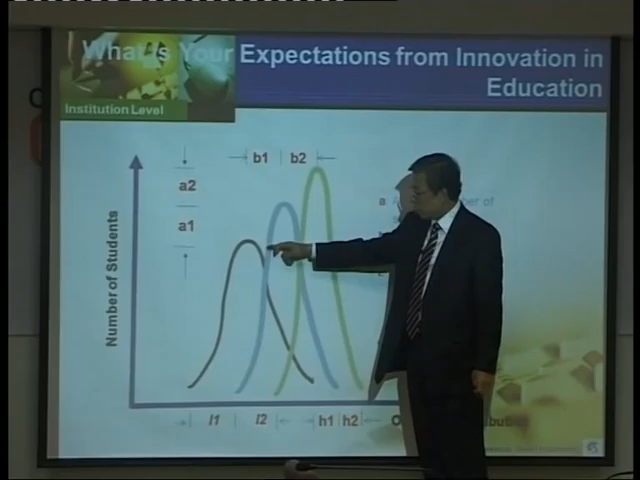 What is Your Expectations from Innovation in
Education
Institution Level
b1 b2
a2
a1
a
of
Number of Students
l1 l2 h1 h2